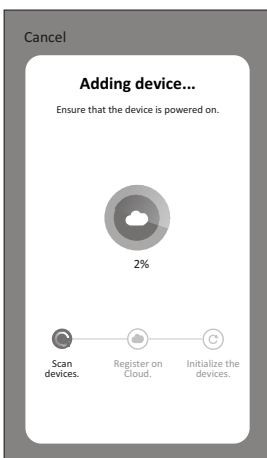 Cancel
Adding device...
Ensure that the device is powered on.
2%
Scan
devices.
Register on
Cloud.
Initialize the
devices.